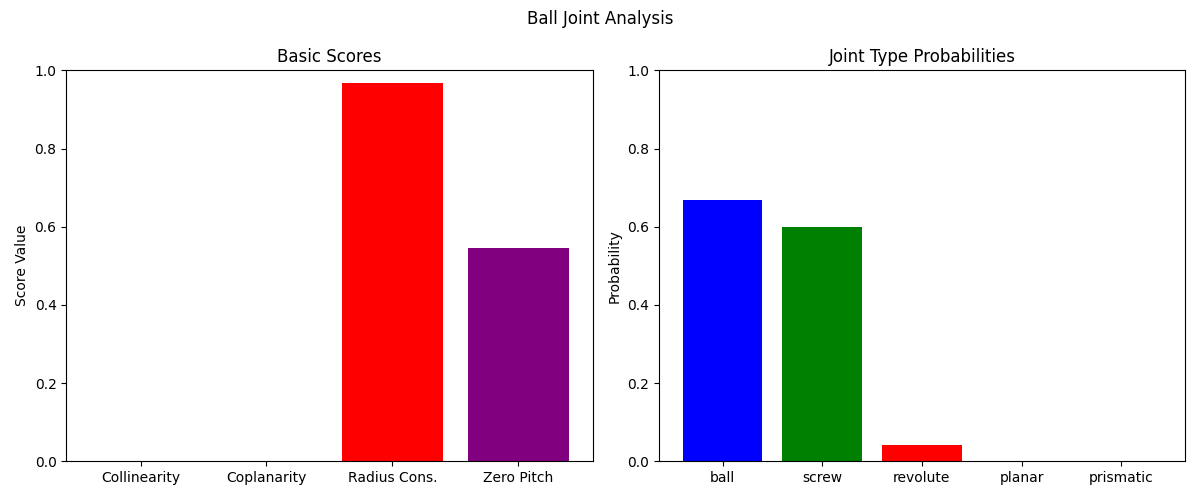 Ball Joint Analysis
Basic Scores
Score Value
1.0
0.8
0.6
0.4
0.2
0.0
Collinearity
Coplanarity
Radius Cons.
Zero Pitch
Joint Type Probabilities
Probability
1.0
0.8
0.6
0.4
0.2
0.0
ball
screw
revolute
planar
prismatic